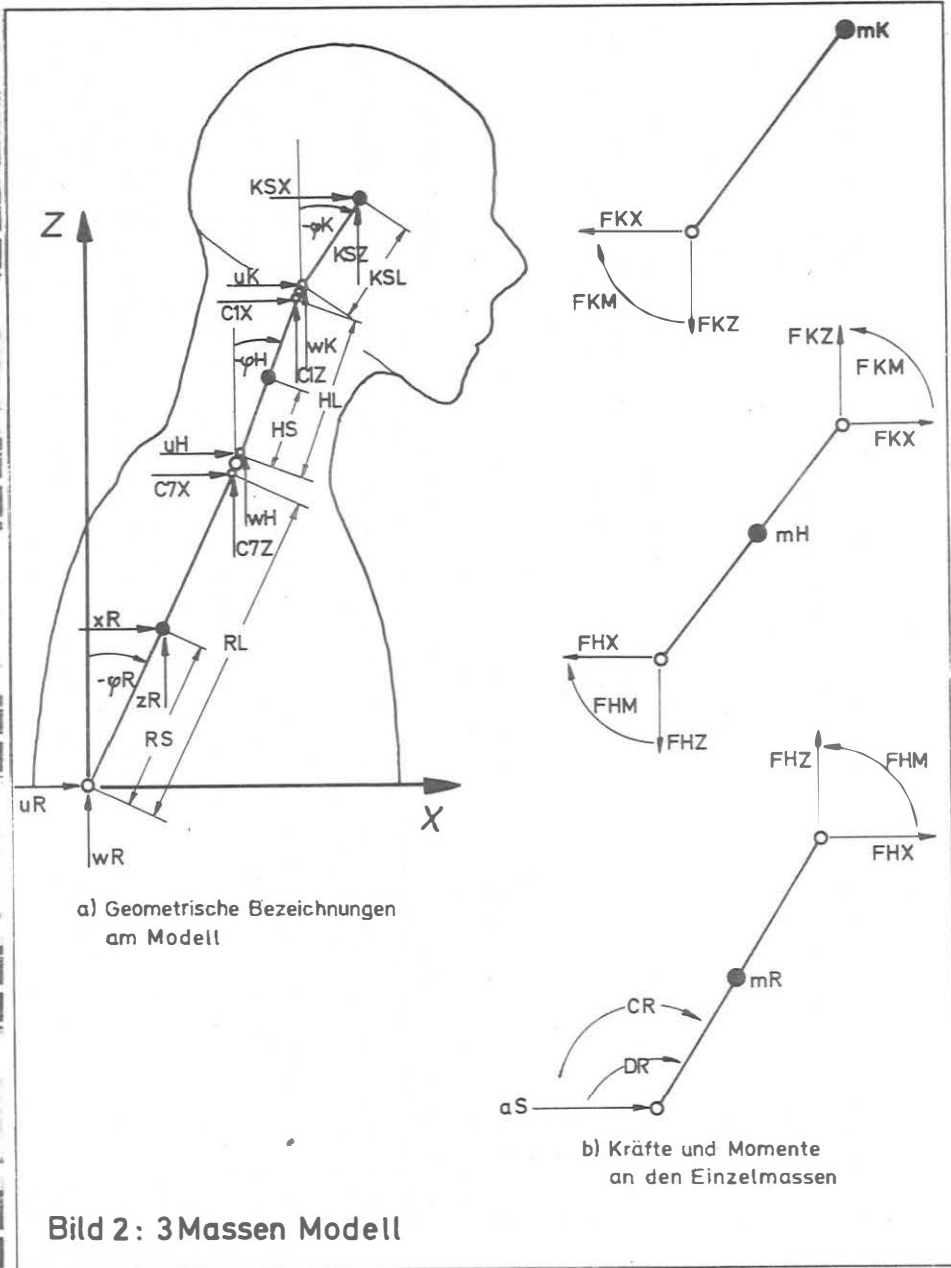 mK
KSX
Z
-φK
FKX
KSZ
KSL
uK
FKM
C1X
FKZ
wK
FKZ
FKM
-φH
C1Z
HL
HS
FKX
uH
C7X
wH
mH
C7Z
xR
RL
FHX
-φR
FHM
zR
FHZ
RS
FHZ
FHM
uR
X
FHX
wR
a) Geometrische Bezeichnungen
am Modell
mR
CR
DR
aS
b) Kräfte und Momente
an den Einzelmassen
Bild 2: 3 Massen Modell